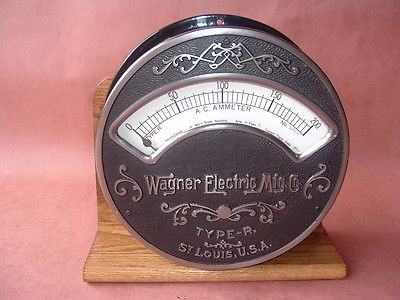 0 50 100 150 200
A.C. AMMETER
Wagner Electric Mfg. Co.
TYPE-R.
ST LOUIS, U.S.A.